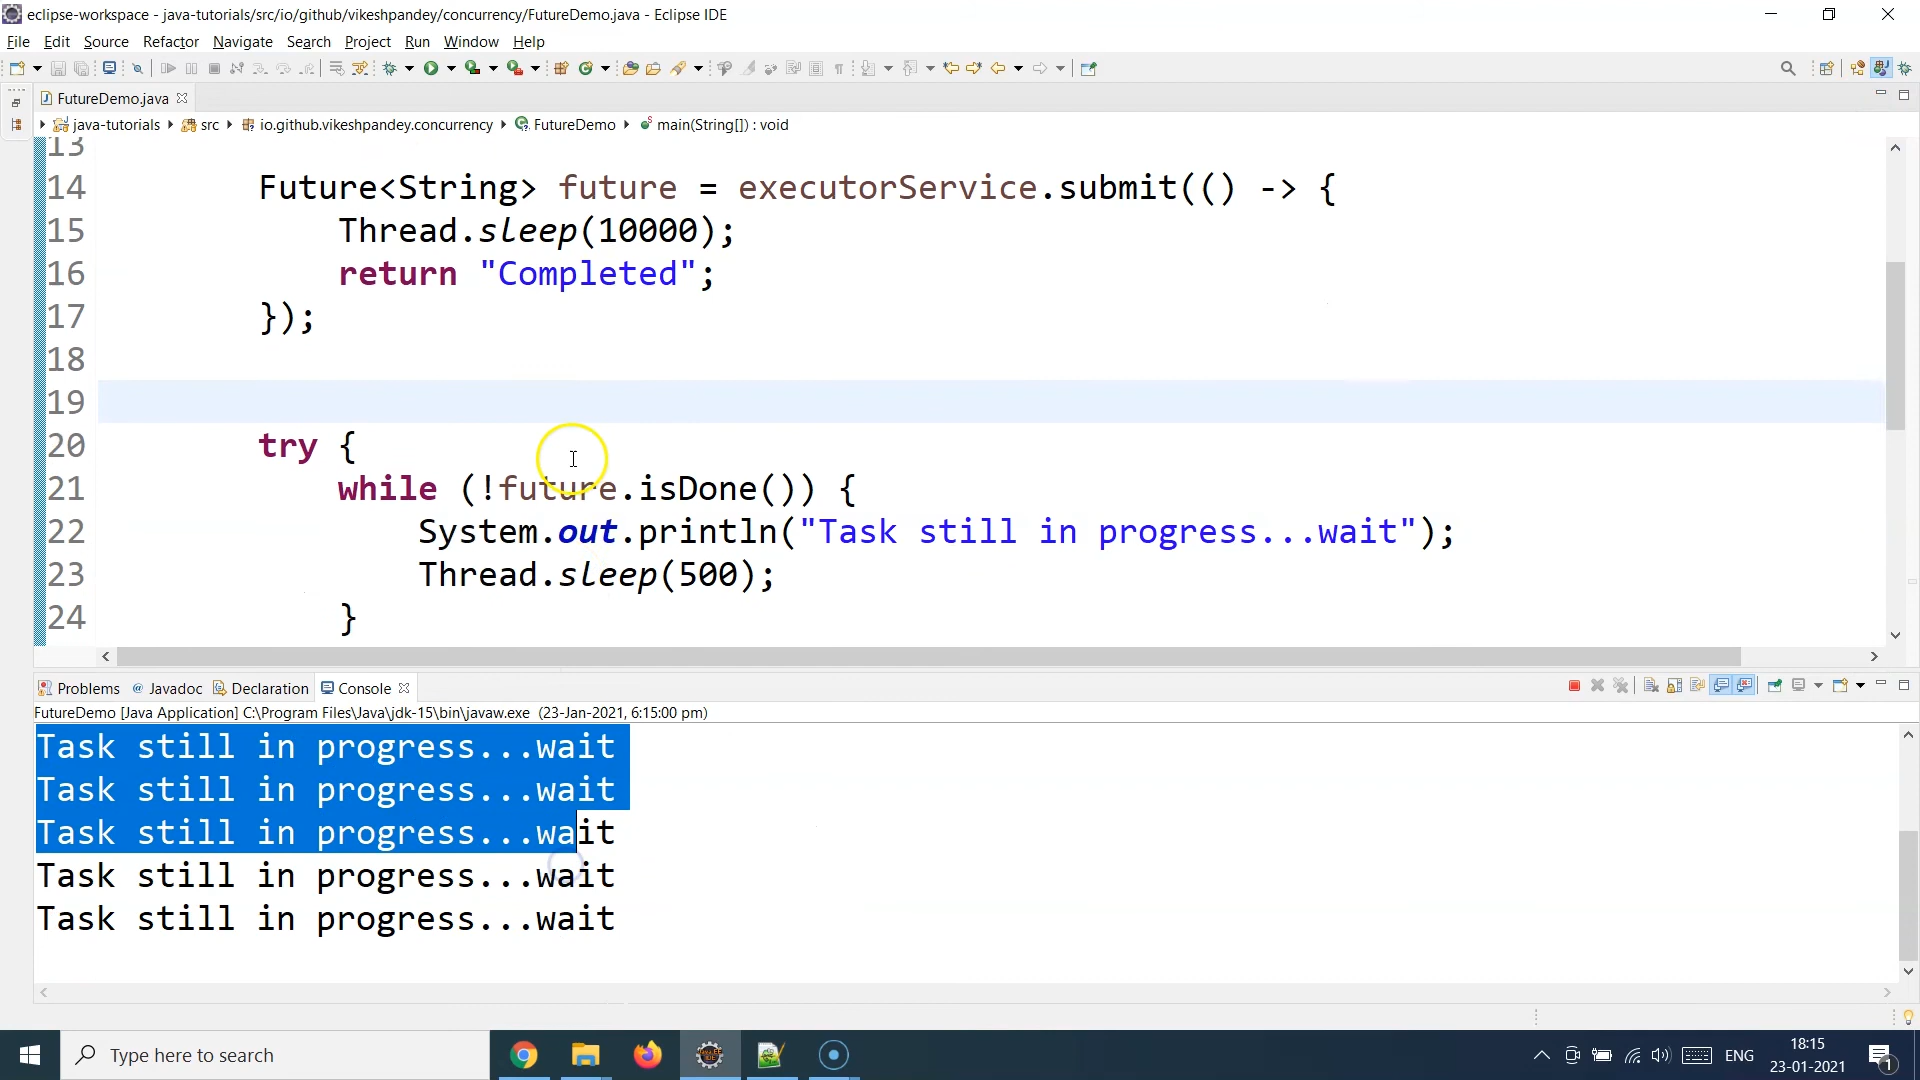 eclipse-workspace - java-tutorials/src/io/github/vikeshpandey/concurrency/FutureDemo.java - Eclipse IDE
File Edit Source Refactor Navigate Search Project Run Window Help
FutureDemo.java
java-tutorials src io.github.vikeshpandey.concurrency FutureDemo main(String[]) : void
13
14 Future<String> future = executorService.submit(() -> {
15 Thread.sleep(10000);
16 return "Completed";
17 });
18
19
20 try {
21 while (!future.isDone()) {
22 System.out.println("Task still in progress...wait");
23 Thread.sleep(500);
24 }
Problems Javadoc Declaration Console
FutureDemo [Java Application] C:\Program Files\Java\jdk-15\bin\javaw.exe (23-Jan-2021, 6:15:00 pm)
Task still in progress...wait
Task still in progress...wait
Task still in progress...wait
Task still in progress...wait
Task still in progress...wait
Type here to search
ENG
18:15
23-01-2021
1